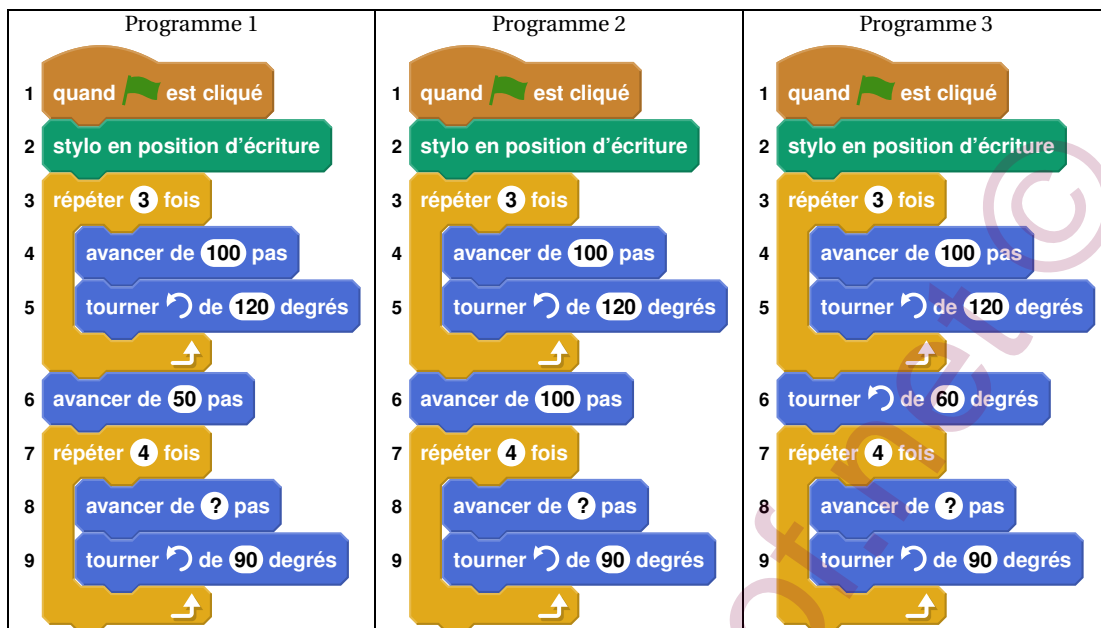 Programme 1
1 quand est cliqué
2 stylo en position d'écriture
3 répéter 3 fois
4 avancer de 100 pas
5 tourner de 120 degrés
6 avancer de 50 pas
7 répéter 4 fois
8 avancer de ? pas
9 tourner de 90 degrés
Programme 2
1 quand est cliqué
2 stylo en position d'écriture
3 répéter 3 fois
4 avancer de 100 pas
5 tourner de 120 degrés
6 avancer de 100 pas
7 répéter 4 fois
8 avancer de ? pas
9 tourner de 90 degrés
Programme 3
1 quand est cliqué
2 stylo en position d'écriture
3 répéter 3 fois
4 avancer de 100 pas
5 tourner de 120 degrés
6 tourner de 60 degrés
7 répéter 4 fois
8 avancer de ? pas
9 tourner de 90 degrés